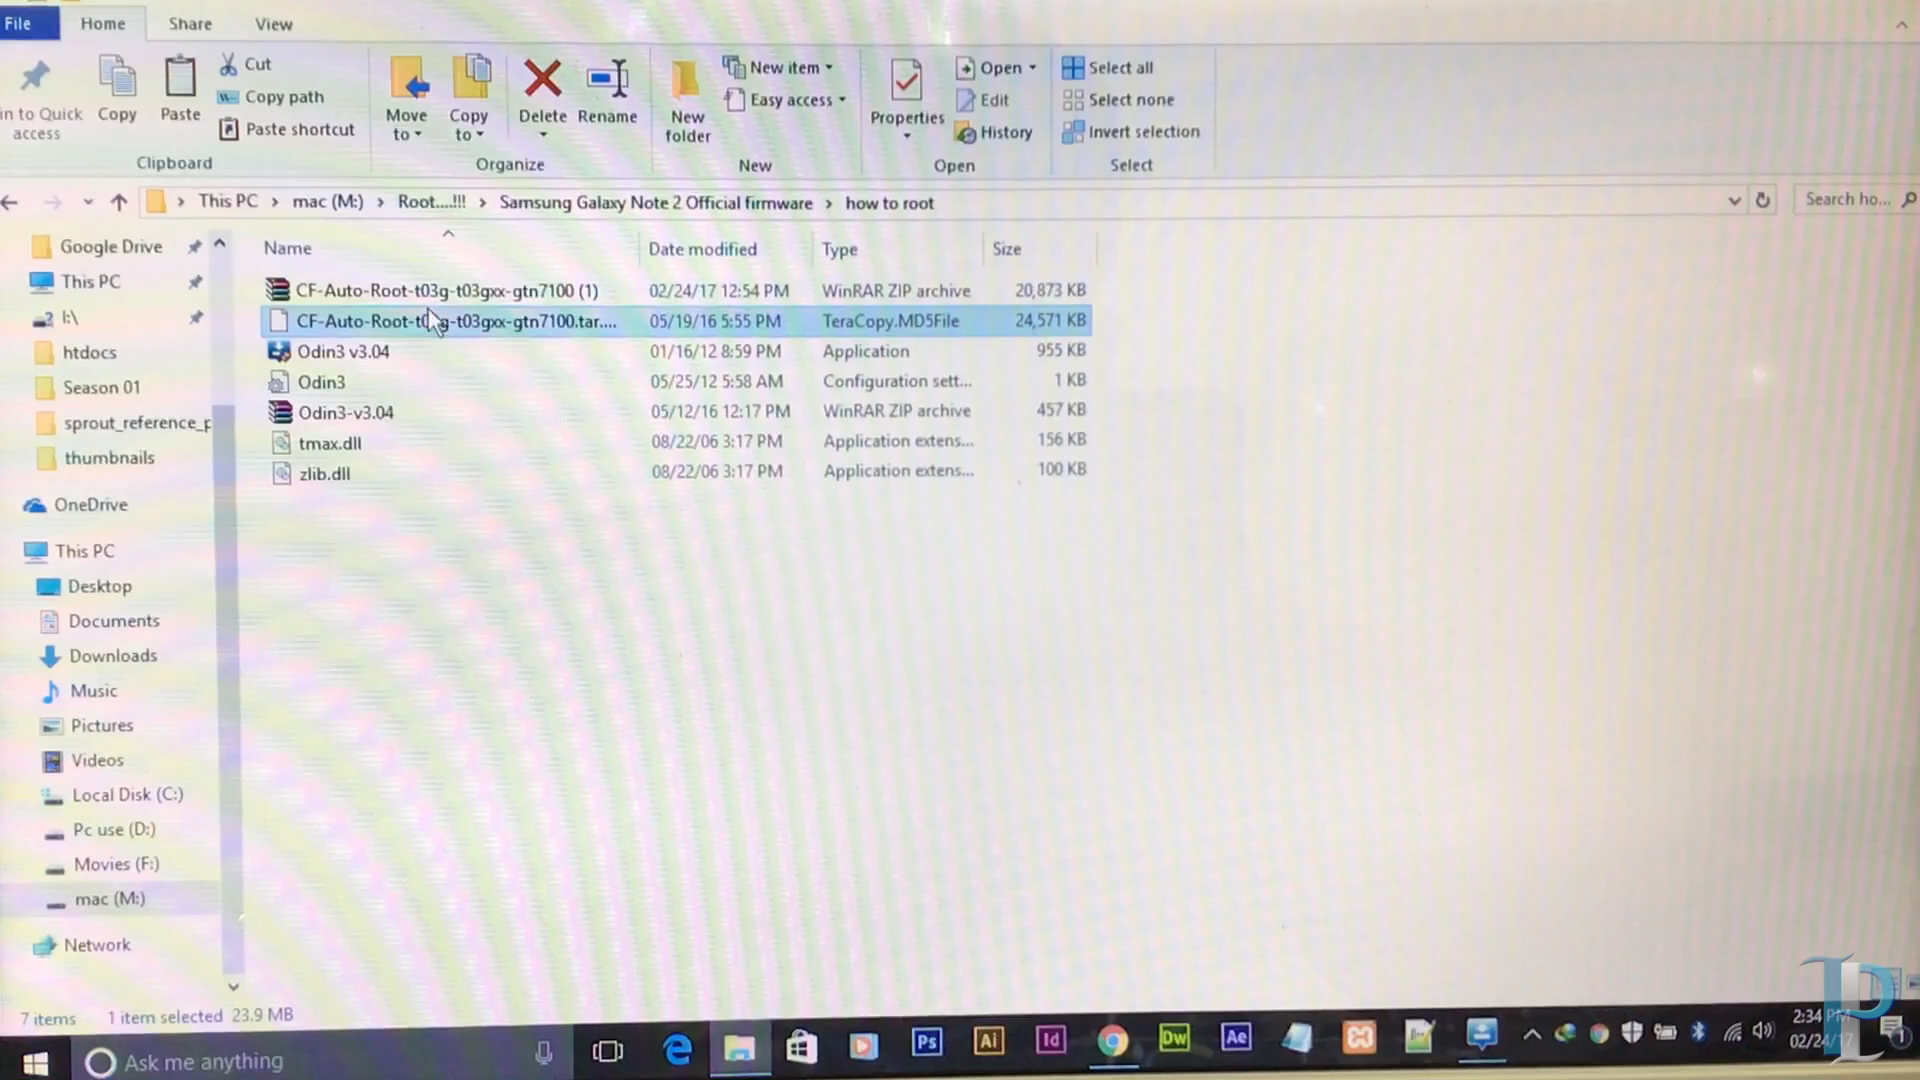 File Home Share View
in to Quick access
Copy
Paste
Cut
Copy path
Paste shortcut
Clipboard
Move to
Copy to
Delete
Rename
Organize
New folder
New item
Easy access
New
Properties
Open
Edit
History
Open
Select all
Select none
Invert selection
Select
This PC > mac (M:) > Root....!!! > Samsung Galaxy Note 2 Official firmware > how to root
Search ho...
Google Drive
This PC
I:\
htdocs
Season 01
sprout_reference_p
thumbnails
OneDrive
This PC
Desktop
Documents
Downloads
Music
Pictures
Videos
Local Disk (C:)
Pc use (D:)
Movies (F:)
mac (M:)
Network
Name Date modified Type Size
CF-Auto-Root-t03g-t03gxx-gtn7100 (1) 02/24/17 12:54 PM WinRAR ZIP archive 20,873 KB
CF-Auto-Root-t03g-t03gxx-gtn7100.tar.... 05/19/16 5:55 PM TeraCopy.MD5File 24,571 KB
Odin3 v3.04 01/16/12 8:59 PM Application 955 KB
Odin3 05/25/12 5:58 AM Configuration sett... 1 KB
Odin3-v3.04 05/12/16 12:17 PM WinRAR ZIP archive 457 KB
tmax.dll 08/22/06 3:17 PM Application extens... 156 KB
zlib.dll 08/22/06 3:17 PM Application extens... 100 KB
7 items 1 item selected 23.9 MB
Ask me anything
Ps
Ai
Id
Dw
Ae
2:34 PM
02/24/17